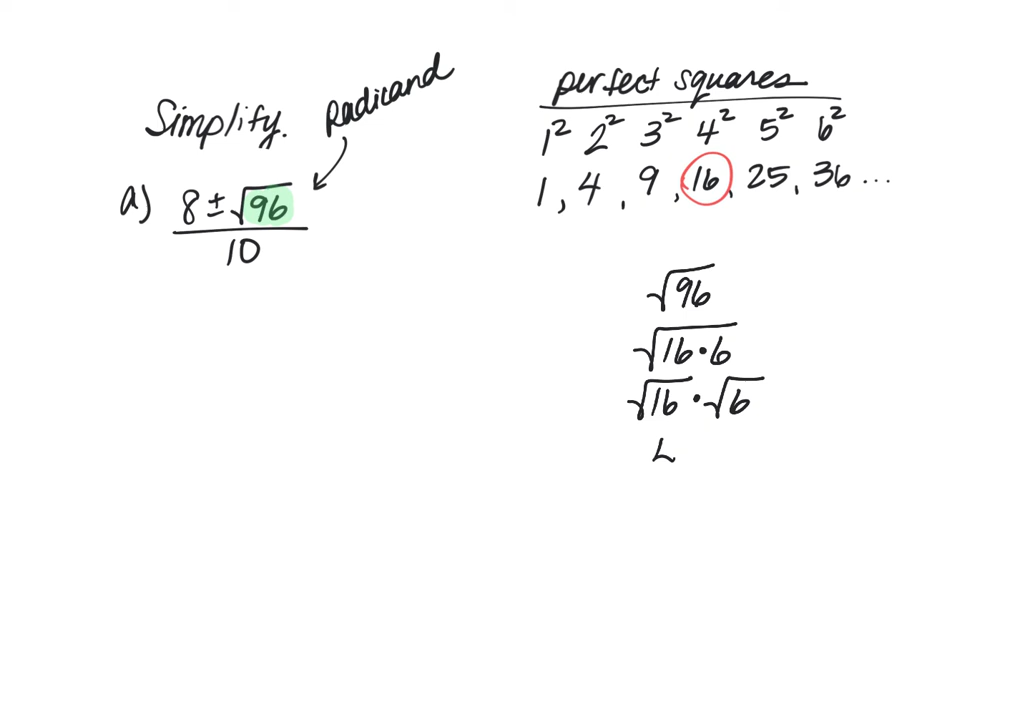 Simplify.
Radicand
a) 8 ± √96
10
perfect squares
1² 2² 3² 4² 5² 6²
1, 4, 9, 16, 25, 36 ...
√96
√16•6
√16 • √6